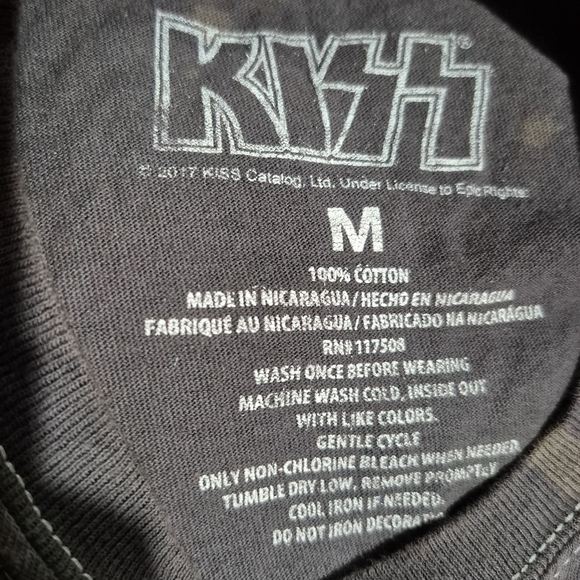 KISS®
© 2017 KISS Catalog, Ltd. Under License to Epic Rights.
M
100% COTTON
MADE IN NICARAGUA/HECHO EN NICARAGUA
FABRIQUÉ AU NICARAGUA/FABRICADO NA NICARÁGUA
RN# 117508
WASH ONCE BEFORE WEARING
MACHINE WASH COLD, INSIDE OUT
WITH LIKE COLORS.
GENTLE CYCLE
ONLY NON-CHLORINE BLEACH WHEN NEEDED
TUMBLE DRY LOW. REMOVE PROMPTLY
COOL IRON IF NEEDED.
DO NOT IRON